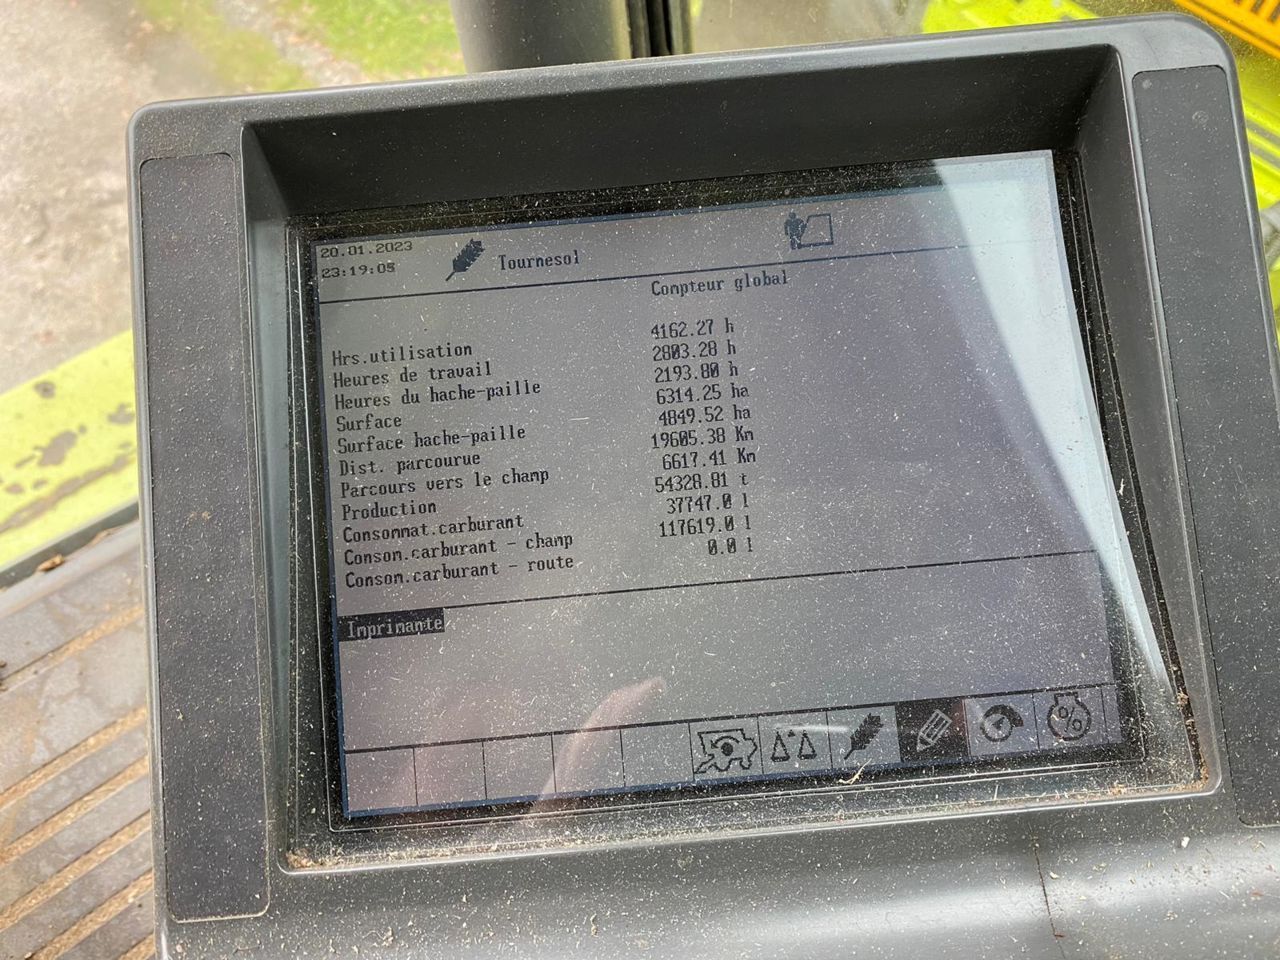 20.01.2023
23:19:05
Tournesol
Compteur global
Hrs.utilisation 4162.27 h
Heures de travail 2803.28 h
Heures du hache-paille 2193.80 h
Surface 6314.25 ha
Surface hache-paille 4849.52 ha
Dist. parcourue 19605.38 Km
Parcours vers le champ 6617.41 Km
Production 54328.81 t
Consommat.carburant 37747.0 l
Consom.carburant - champ 117619.0 l
Consom.carburant - route 0.0 l
Imprimante
%